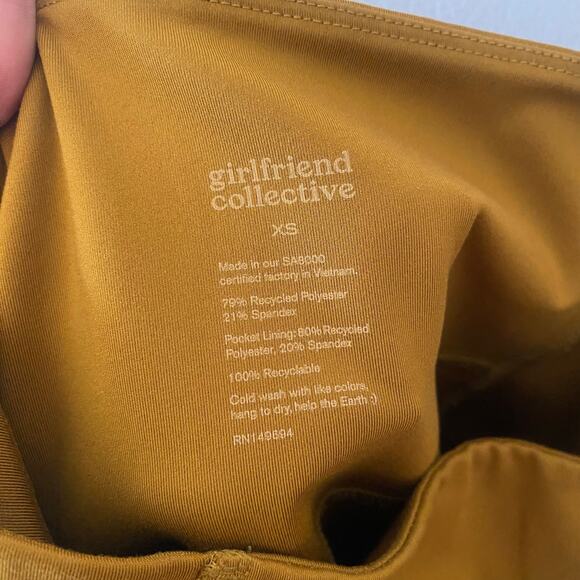 girlfriend
collective
XS
Made in our SA8000
certified factory in Vietnam.
79% Recycled Polyester
21% Spandex
Pocket Lining: 80% Recycled
Polyester, 20% Spandex
100% Recyclable
Cold wash with like colors,
hang to dry, help the Earth :)
RN149694